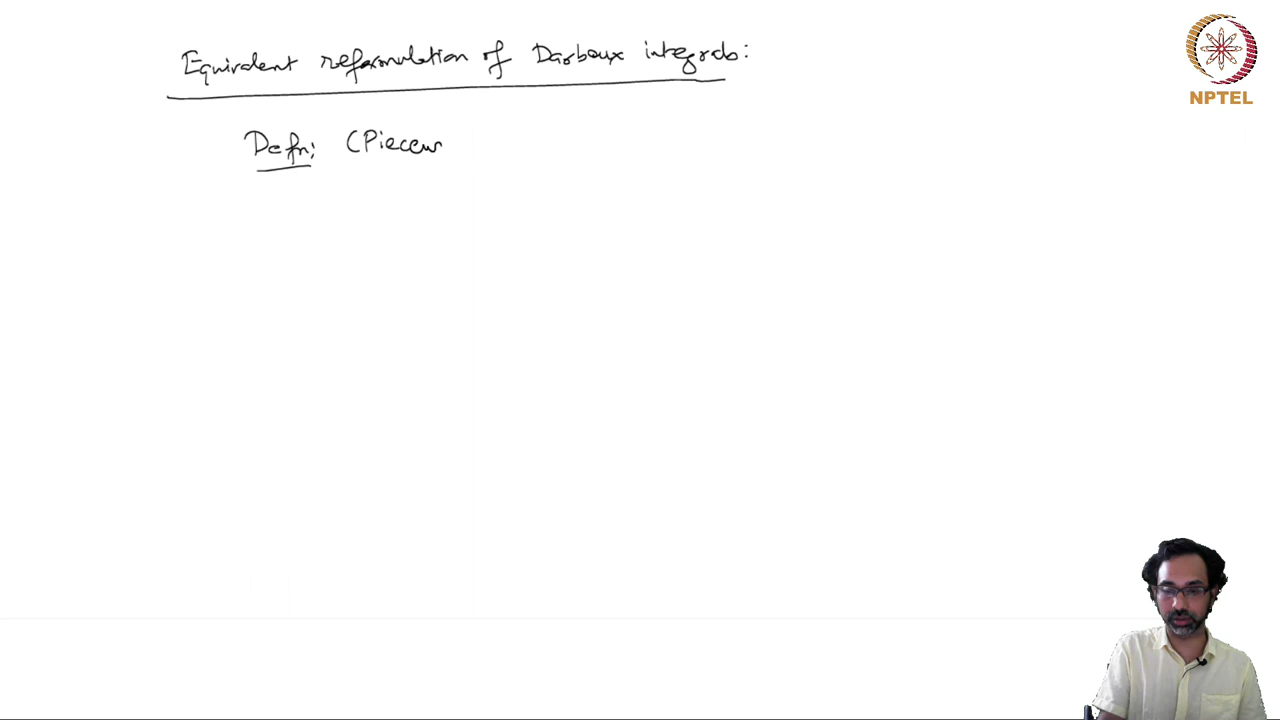 Equivalent reformulation of Darboux integrals:
Defn: (Piecew
NPTEL